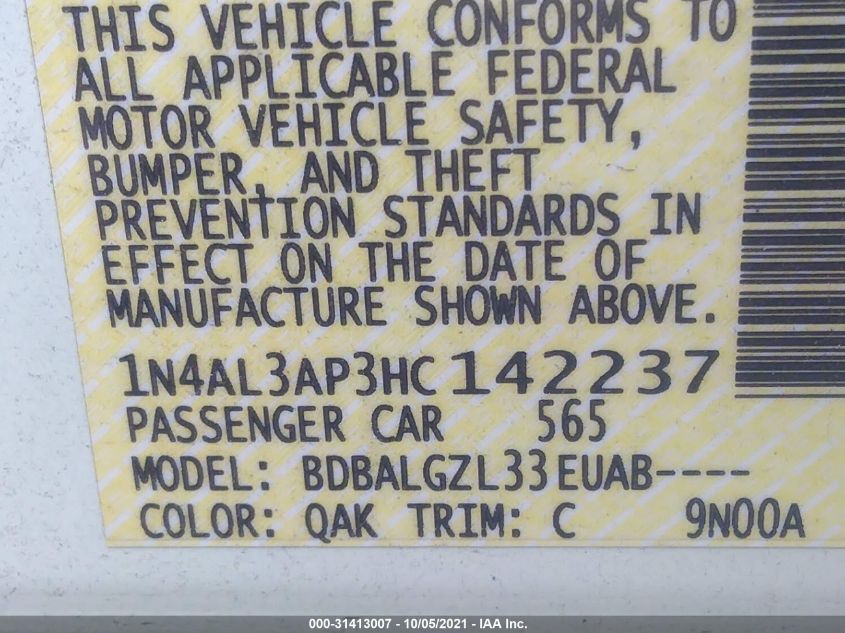 THIS VEHICLE CONFORMS TO
ALL APPLICABLE FEDERAL
MOTOR VEHICLE SAFETY,
BUMPER, AND THEFT
PREVENTION STANDARDS IN
EFFECT ON THE DATE OF
MANUFACTURE SHOWN ABOVE.
1N4AL3AP3HC142237
PASSENGER CAR 565
MODEL: BDBALGZL33EUAB----
COLOR: QAK TRIM: C 9N00A
000-31413007 - 10/05/2021 - IAA Inc.